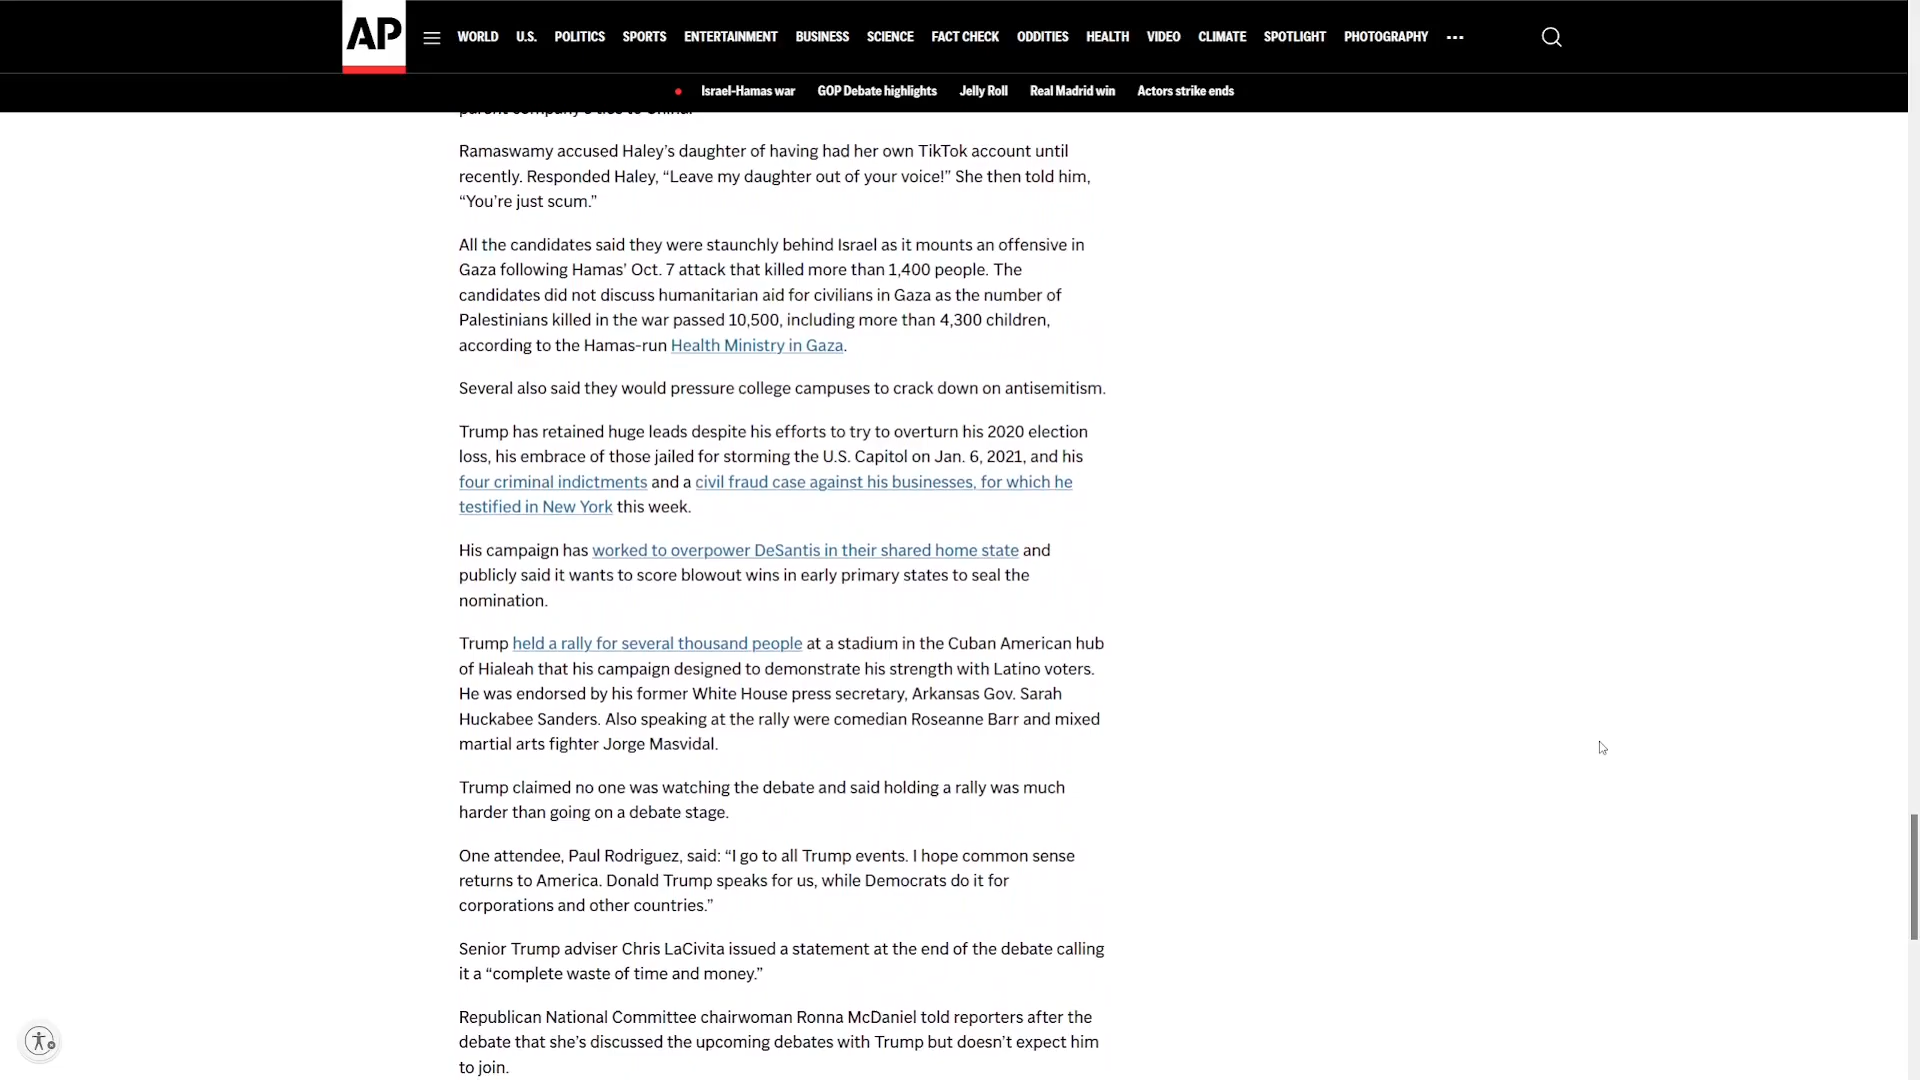 AP
WORLD U.S. POLITICS SPORTS ENTERTAINMENT BUSINESS SCIENCE FACT CHECK ODDITIES HEALTH VIDEO CLIMATE SPOTLIGHT PHOTOGRAPHY
Israel-Hamas war GOP Debate highlights Jelly Roll Real Madrid win Actors strike ends
Ramaswamy accused Haley’s daughter of having had her own TikTok account until
recently. Responded Haley, “Leave my daughter out of your voice!” She then told him,
“You’re just scum.”
All the candidates said they were staunchly behind Israel as it mounts an offensive in
Gaza following Hamas’ Oct. 7 attack that killed more than 1,400 people. The
candidates did not discuss humanitarian aid for civilians in Gaza as the number of
Palestinians killed in the war passed 10,500, including more than 4,300 children,
according to the Hamas-run Health Ministry in Gaza.
Several also said they would pressure college campuses to crack down on antisemitism.
Trump has retained huge leads despite his efforts to try to overturn his 2020 election
loss, his embrace of those jailed for storming the U.S. Capitol on Jan. 6, 2021, and his
four criminal indictments and a civil fraud case against his businesses, for which he
testified in New York this week.
His campaign has worked to overpower DeSantis in their shared home state and
publicly said it wants to score blowout wins in early primary states to seal the
nomination.
Trump held a rally for several thousand people at a stadium in the Cuban American hub
of Hialeah that his campaign designed to demonstrate his strength with Latino voters.
He was endorsed by his former White House press secretary, Arkansas Gov. Sarah
Huckabee Sanders. Also speaking at the rally were comedian Roseanne Barr and mixed
martial arts fighter Jorge Masvidal.
Trump claimed no one was watching the debate and said holding a rally was much
harder than going on a debate stage.
One attendee, Paul Rodriguez, said: “I go to all Trump events. I hope common sense
returns to America. Donald Trump speaks for us, while Democrats do it for
corporations and other countries.”
Senior Trump adviser Chris LaCivita issued a statement at the end of the debate calling
it a “complete waste of time and money.”
Republican National Committee chairwoman Ronna McDaniel told reporters after the
debate that she’s discussed the upcoming debates with Trump but doesn’t expect him
to join.